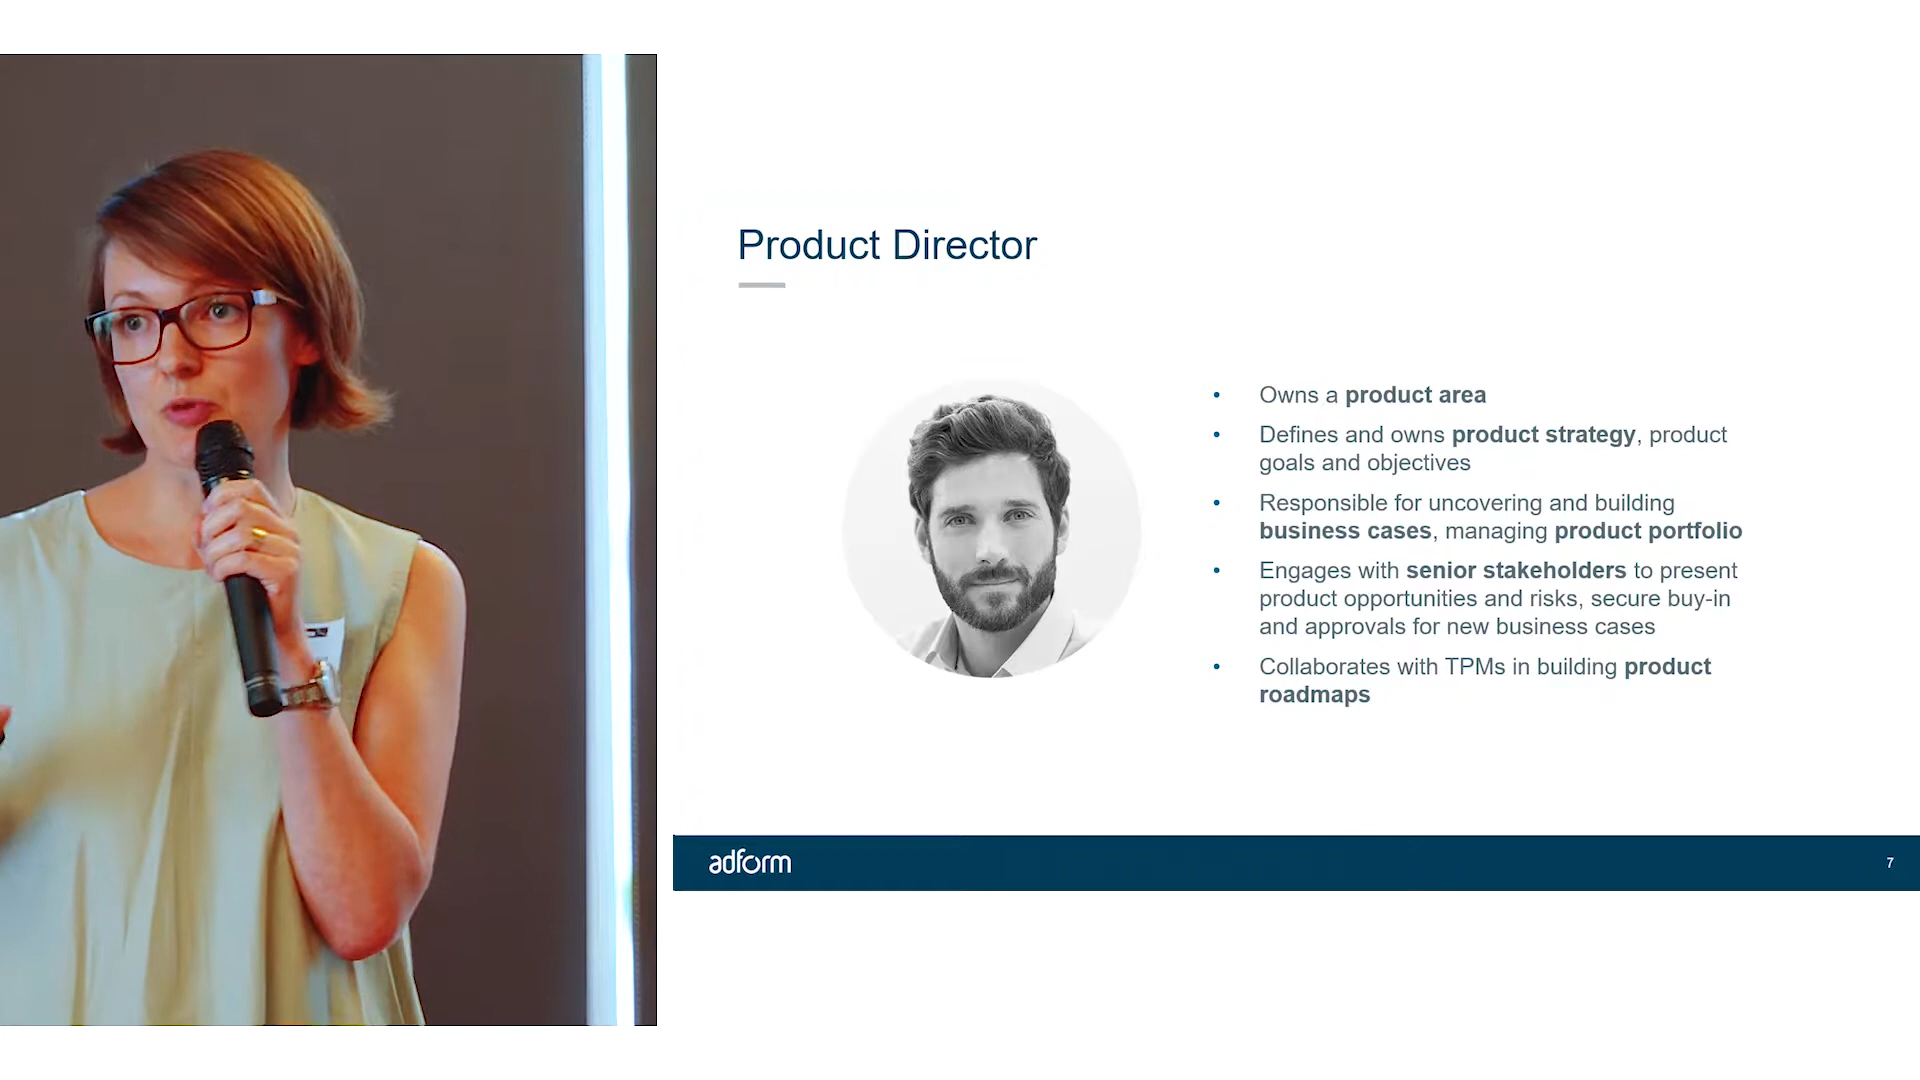 Product Director
• Owns a product area
• Defines and owns product strategy, product
goals and objectives
• Responsible for uncovering and building
business cases, managing product portfolio
• Engages with senior stakeholders to present
product opportunities and risks, secure buy-in
and approvals for new business cases
• Collaborates with TPMs in building product
roadmaps
adform
7